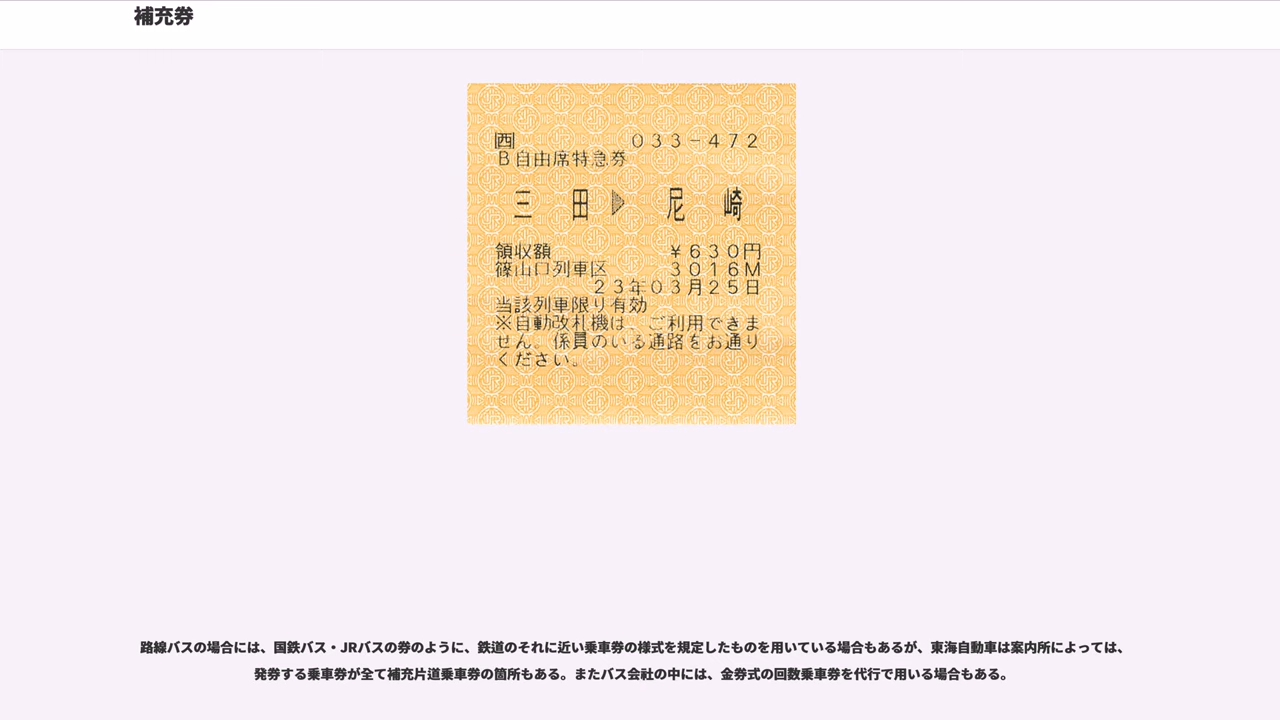 補充券
㊄ ０３３－４７２
Ｂ自由席特急券
三　田▶尼　崎
領収額　￥６３０円
篠山口列車区　３０１６Ｍ
２３年０３月２５日
当該列車限り有効
※自動改札機は、ご利用できま
せん。係員のいる通路をお通り
ください。
路線バスの場合には、国鉄バス・JRバスの券のように、鉄道のそれに近い乗車券の様式を規定したものを用いている場合もあるが、東海自動車は案内所によっては、
発券する乗車券が全て補充片道乗車券の箇所もある。またバス会社の中には、金券式の回数乗車券を代行で用いる場合もある。